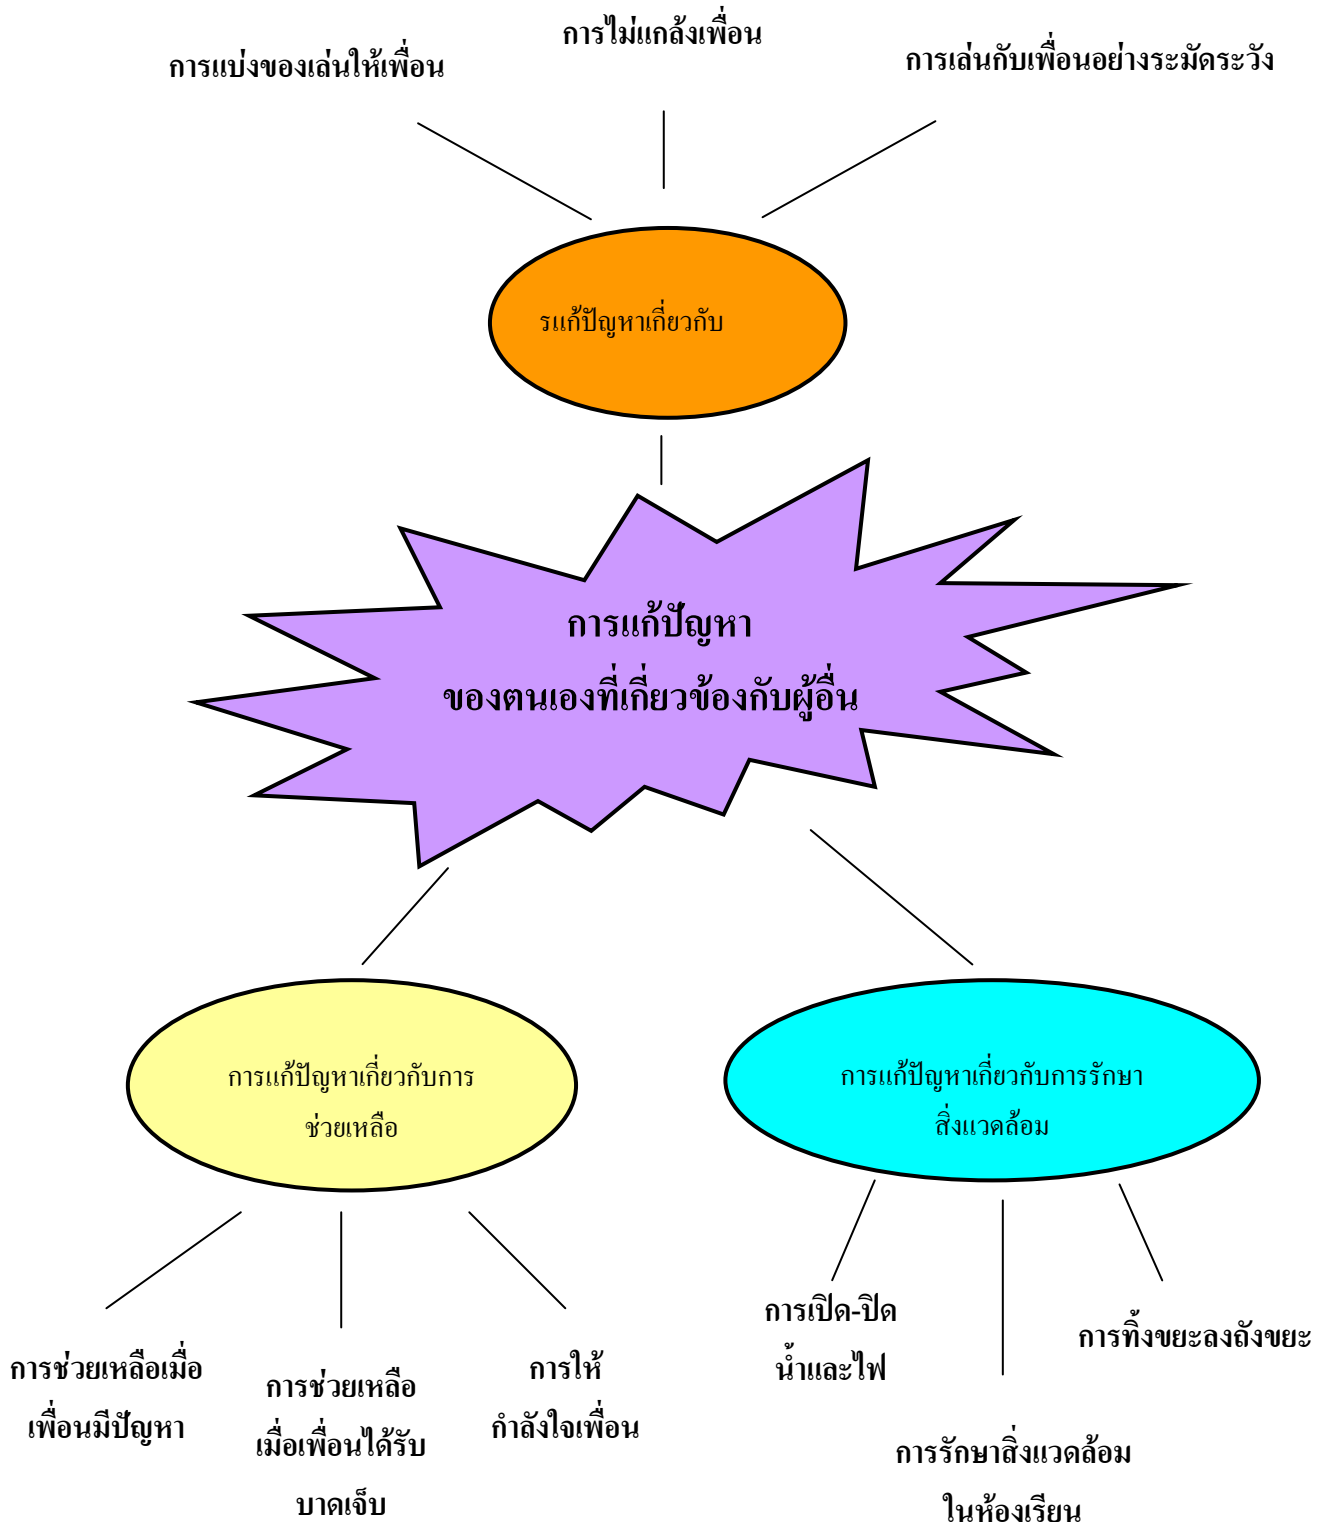 การไม่แกล้งเพื่อน
การแบ่งของเล่นให้เพื่อน
การเล่นกับเพื่อนอย่างระมัดระวัง
รแก้ปัญหาเกี่ยวกับ
การแก้ปัญหา
ของตนเองที่เกี่ยวข้องกับผู้อื่น
การแก้ปัญหาเกี่ยวกับการ
ช่วยเหลือ
การแก้ปัญหาเกี่ยวกับการรักษา
สิ่งแวดล้อม
การช่วยเหลือเมื่อ
เพื่อนมีปัญหา
การช่วยเหลือ
เมื่อเพื่อนได้รับ
บาดเจ็บ
การให้
กำลังใจเพื่อน
การเปิด-ปิด
น้ำและไฟ
การรักษาสิ่งแวดล้อม
ในห้องเรียน
การทิ้งขยะลงถังขยะ